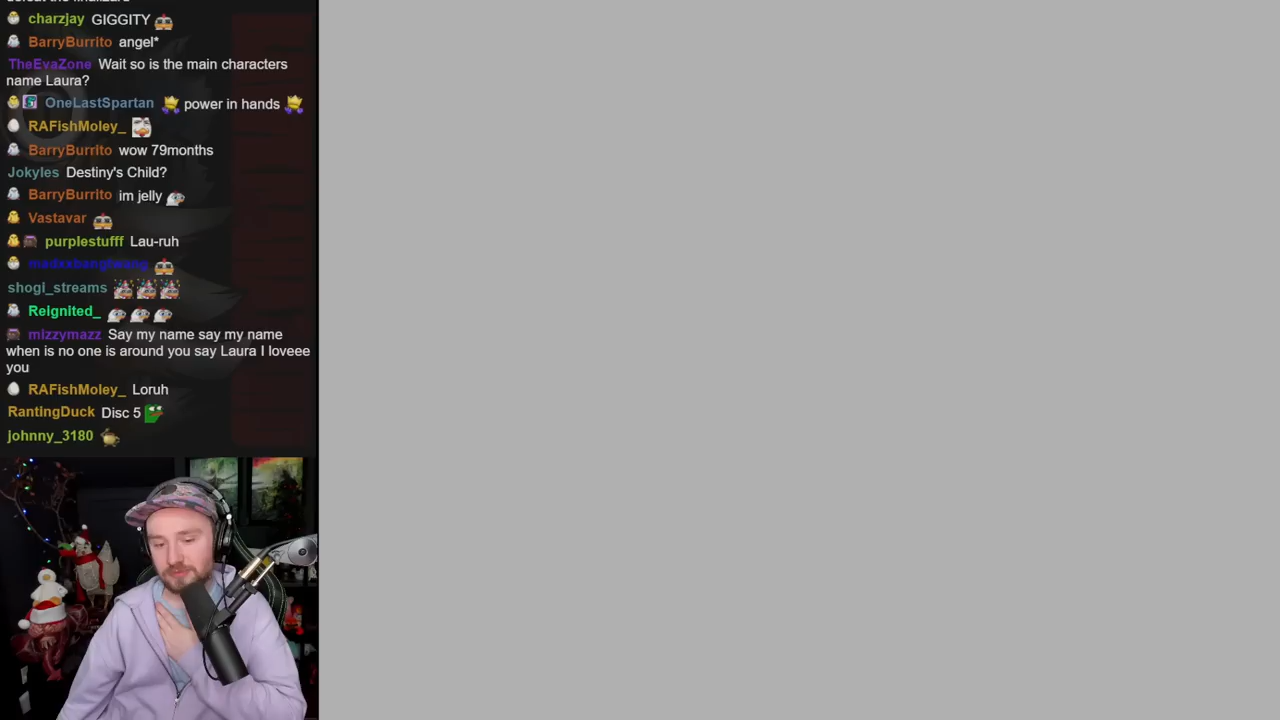 charzjay GIGGITY
BarryBurrito angel*
TheEvaZone Wait so is the main characters
name Laura?
OneLastSpartan power in hands
RAFishMoley_
BarryBurrito wow 79months
Jokyles Destiny's Child?
BarryBurrito im jelly
Vastavar
purplestufff Lau-ruh
shogi_streams
ReignIted_
mizzymazz Say my name say my name
when is no one is around you say Laura I loveee
you
RAFishMoley_ Loruh
RantingDuck Disc 5
johnny_3180